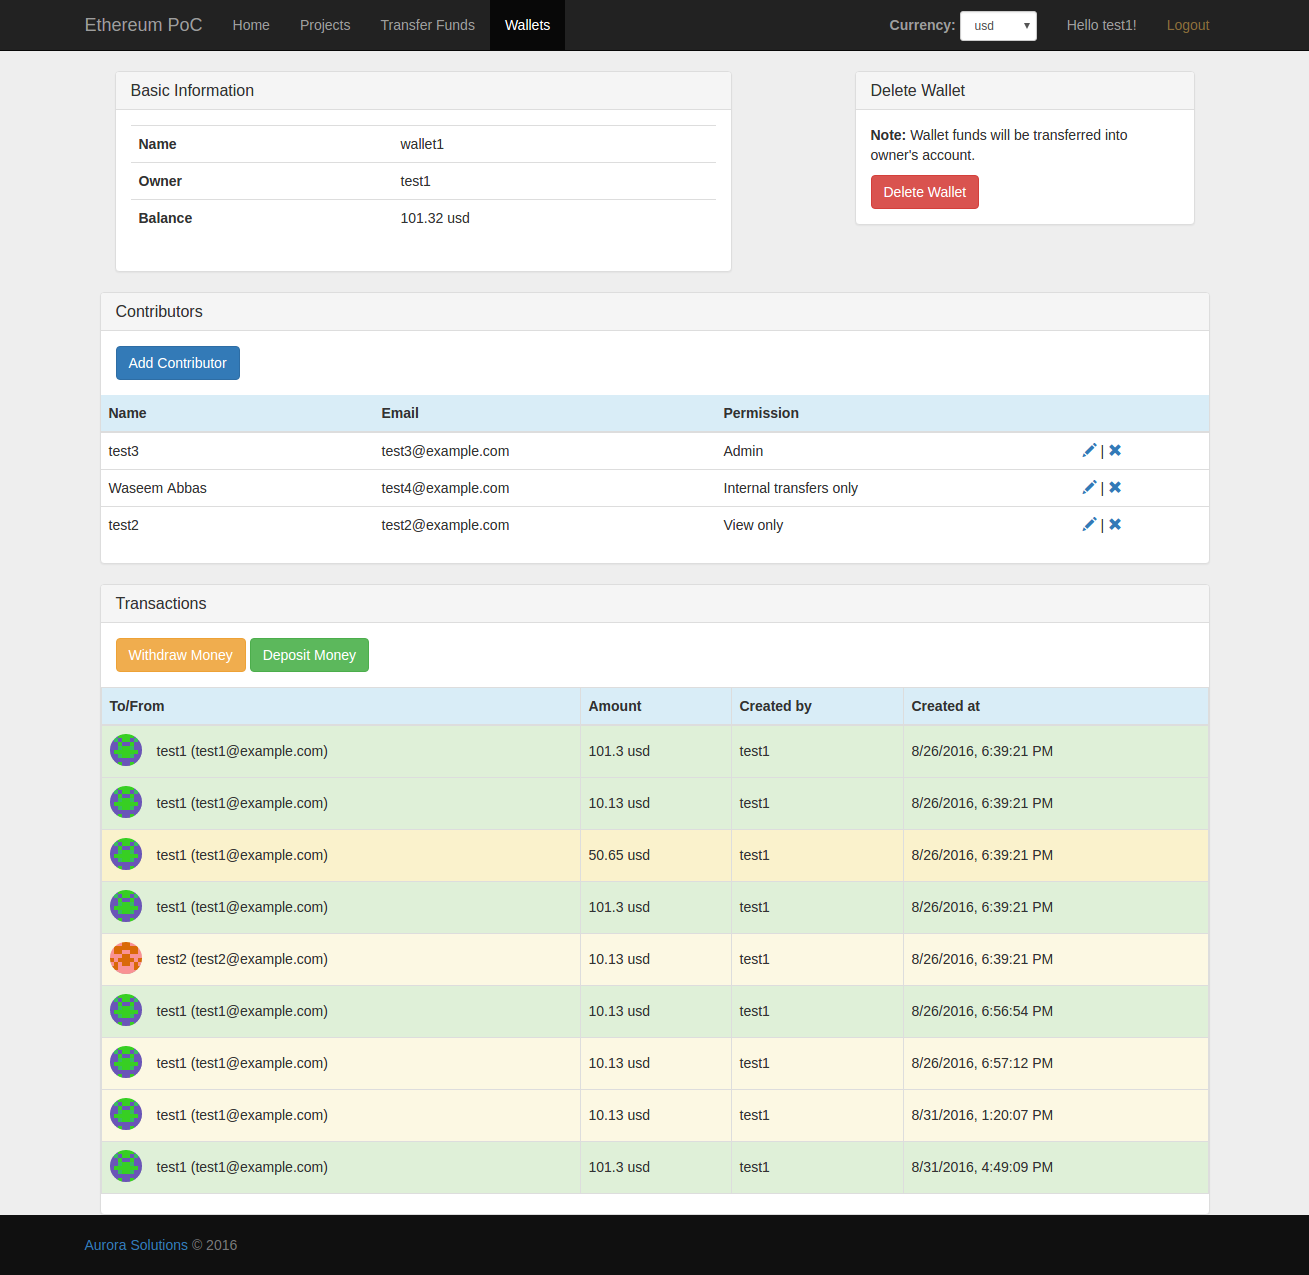 Ethereum PoC Home Projects Transfer Funds Wallets Currency: usd Hello test1! Logout
Basic Information
Name wallet1
Owner test1
Balance 101.32 usd
Delete Wallet
Note: Wallet funds will be transferred into
owner's account.
Delete Wallet
Contributors
Add Contributor
Name Email Permission
test3 test3@example.com Admin |
Waseem Abbas test4@example.com Internal transfers only |
test2 test2@example.com View only |
Transactions
Withdraw Money Deposit Money
To/From Amount Created by Created at
test1 (test1@example.com) 101.3 usd test1 8/26/2016, 6:39:21 PM
test1 (test1@example.com) 10.13 usd test1 8/26/2016, 6:39:21 PM
test1 (test1@example.com) 50.65 usd test1 8/26/2016, 6:39:21 PM
test1 (test1@example.com) 101.3 usd test1 8/26/2016, 6:39:21 PM
test2 (test2@example.com) 10.13 usd test1 8/26/2016, 6:39:21 PM
test1 (test1@example.com) 10.13 usd test1 8/26/2016, 6:56:54 PM
test1 (test1@example.com) 10.13 usd test1 8/26/2016, 6:57:12 PM
test1 (test1@example.com) 10.13 usd test1 8/31/2016, 1:20:07 PM
test1 (test1@example.com) 101.3 usd test1 8/31/2016, 4:49:09 PM
Aurora Solutions © 2016